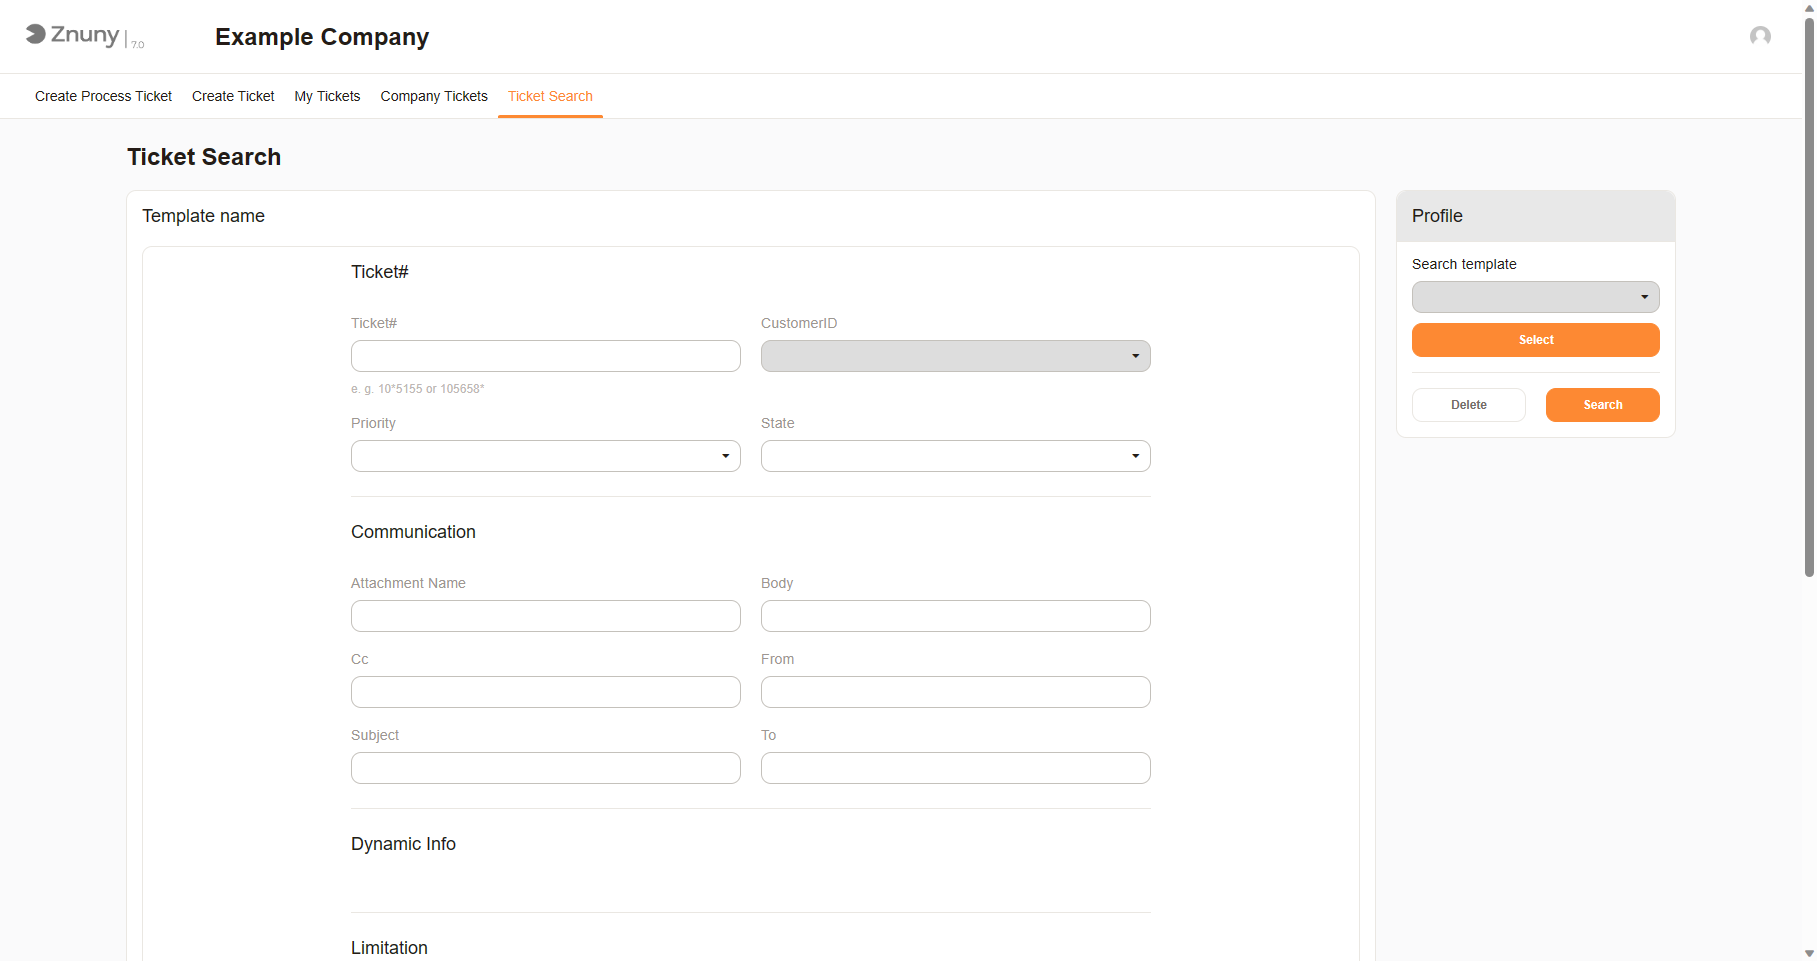 Znuny | 7.0
Example Company
Create Process Ticket
Create Ticket
My Tickets
Company Tickets
Ticket Search
Ticket Search
Template name
Ticket#
Ticket#
CustomerID
e. g. 10*5155 or 105658*
Priority
State
Communication
Attachment Name
Body
Cc
From
Subject
To
Dynamic Info
Limitation
Profile
Search template
Select
Delete
Search